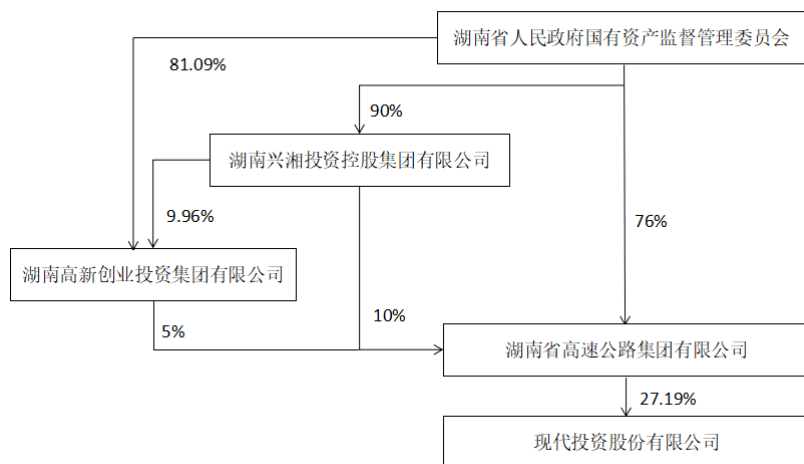 湖南省人民政府国有资产监督管理委员会
81.09%
90%
湖南兴湘投资控股集团有限公司
9.96%
76%
湖南高新创业投资集团有限公司
5%
10%
湖南省高速公路集团有限公司
27.19%
现代投资股份有限公司